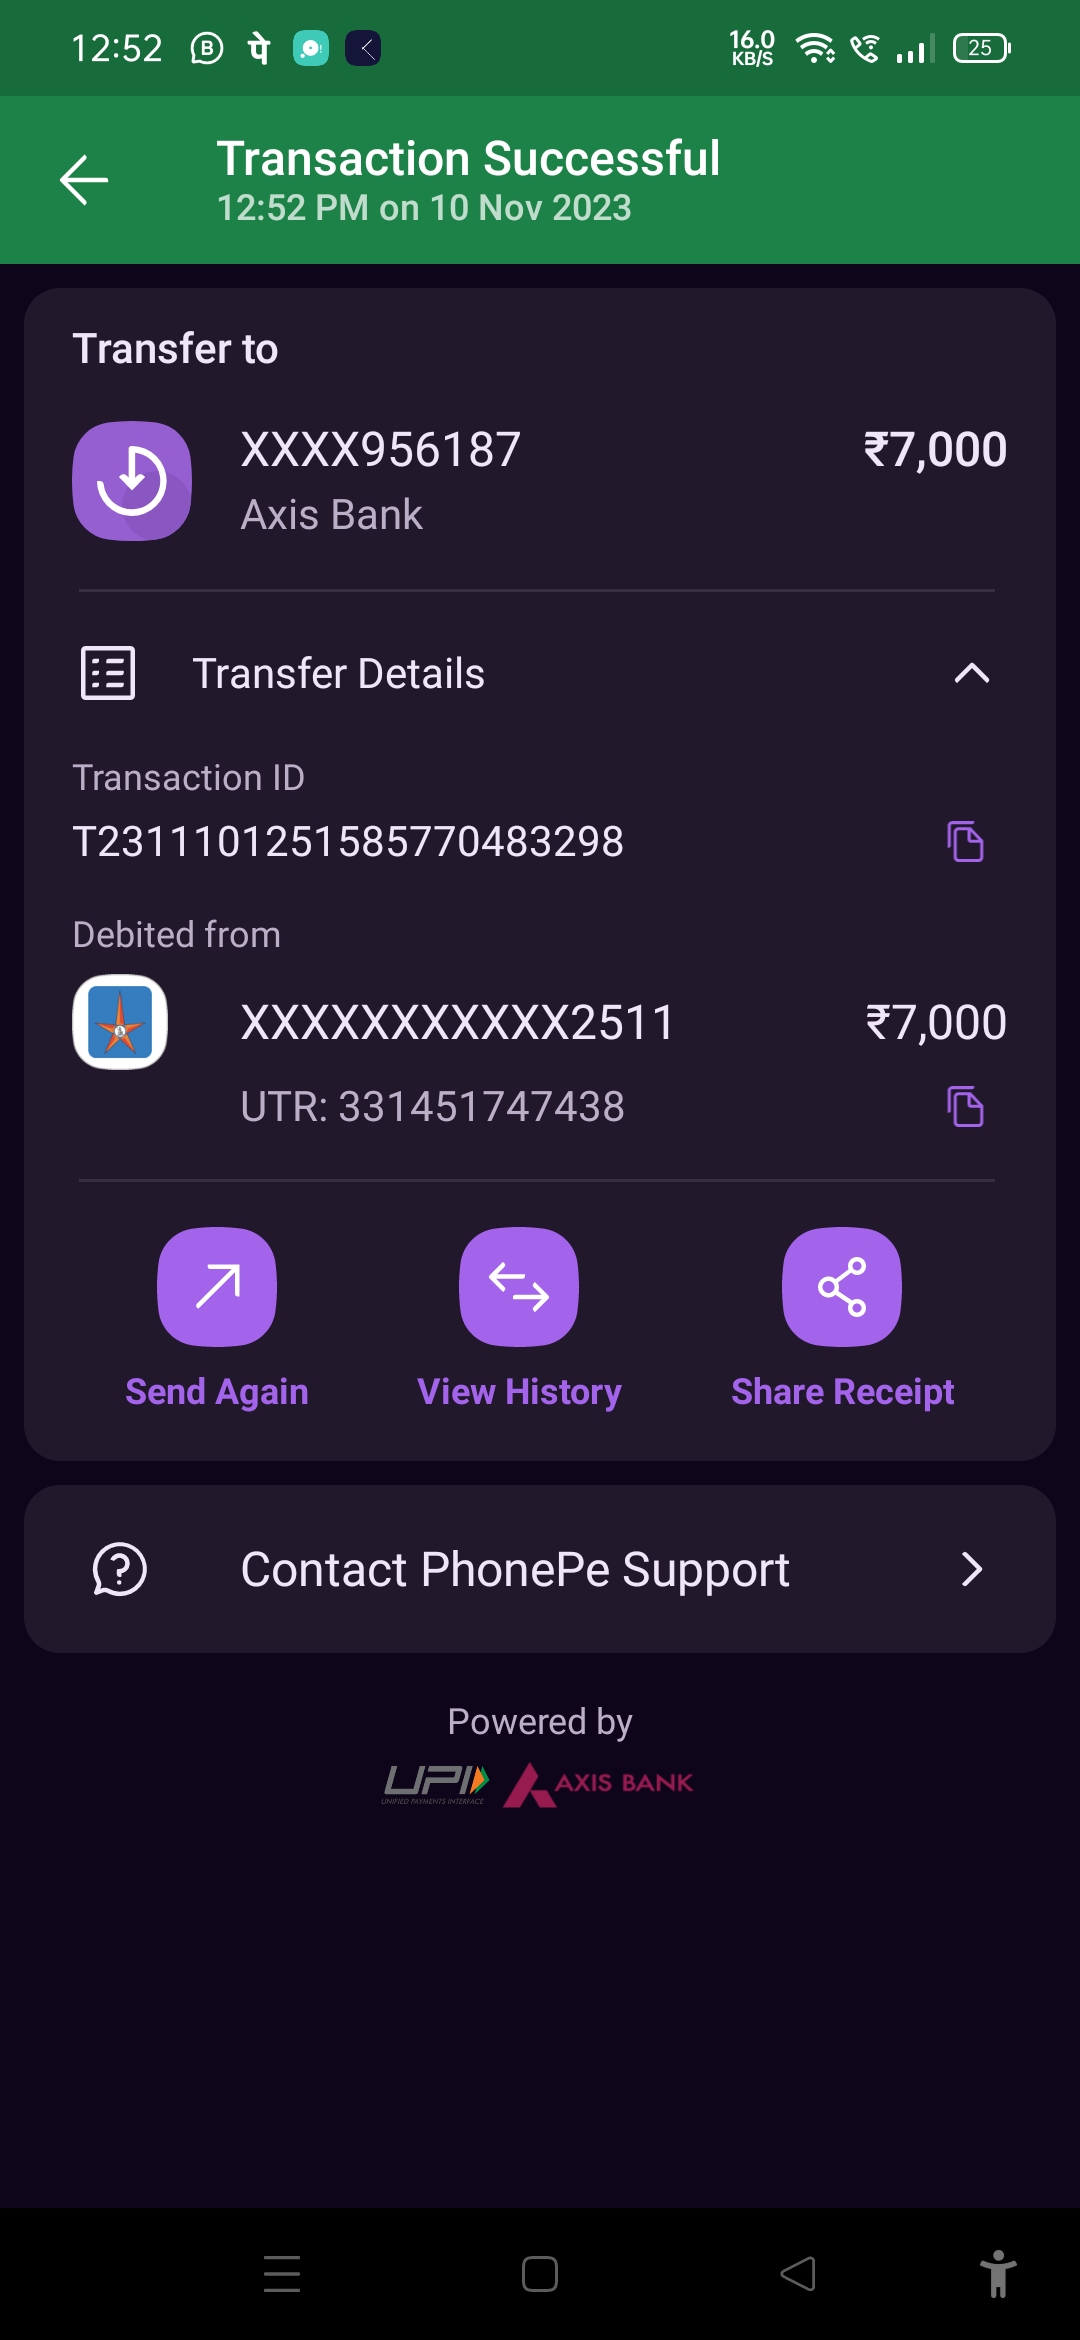 12:52 B पे 16.0 KB/S 25
Transaction Successful
12:52 PM on 10 Nov 2023
Transfer to
XXXX956187 ₹7,000
Axis Bank
Transfer Details
Transaction ID
T2311101251585770483298
Debited from
XXXXXXXXXXX2511 ₹7,000
UTR: 331451747438
Send Again View History Share Receipt
Contact PhonePe Support
Powered by
UPI AXIS BANK
UNIFIED PAYMENTS INTERFACE